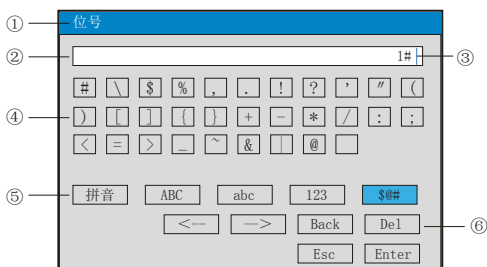 ① 位号
② 1# ③
# \ $ % , . ! ? ' " (
④ ) [ ] { } + - * / : ;
< = > _ ~ & | @
⑤ 拼音 ABC abc 123 $@#
<-- --> Back Del ⑥
Esc Enter